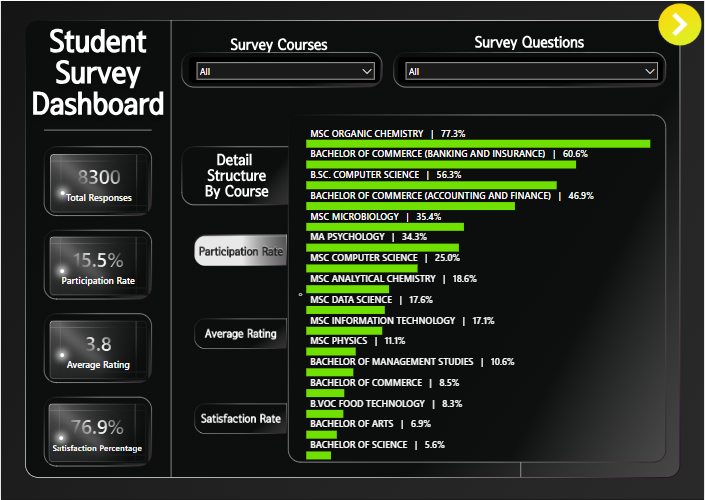 Student
Survey
Dashboard
8300
Total Responses
15.5%
Participation Rate
3.8
Average Rating
76.9%
Satisfaction Percentage
Survey Courses
All
Survey Questions
All
Detail
Structure
By Course
Participation Rate
Average Rating
Satisfaction Rate
MSC ORGANIC CHEMISTRY | 77.3%
BACHELOR OF COMMERCE (BANKING AND INSURANCE) | 60.6%
B.SC. COMPUTER SCIENCE | 56.3%
BACHELOR OF COMMERCE (ACCOUNTING AND FINANCE) | 46.9%
MSC MICROBIOLOGY | 35.4%
MA PSYCHOLOGY | 34.3%
MSC COMPUTER SCIENCE | 25.0%
MSC ANALYTICAL CHEMISTRY | 18.6%
MSC DATA SCIENCE | 17.6%
MSC INFORMATION TECHNOLOGY | 17.1%
MSC PHYSICS | 11.1%
BACHELOR OF MANAGEMENT STUDIES | 10.6%
BACHELOR OF COMMERCE | 8.5%
B.VOC FOOD TECHNOLOGY | 8.3%
BACHELOR OF ARTS | 6.9%
BACHELOR OF SCIENCE | 5.6%